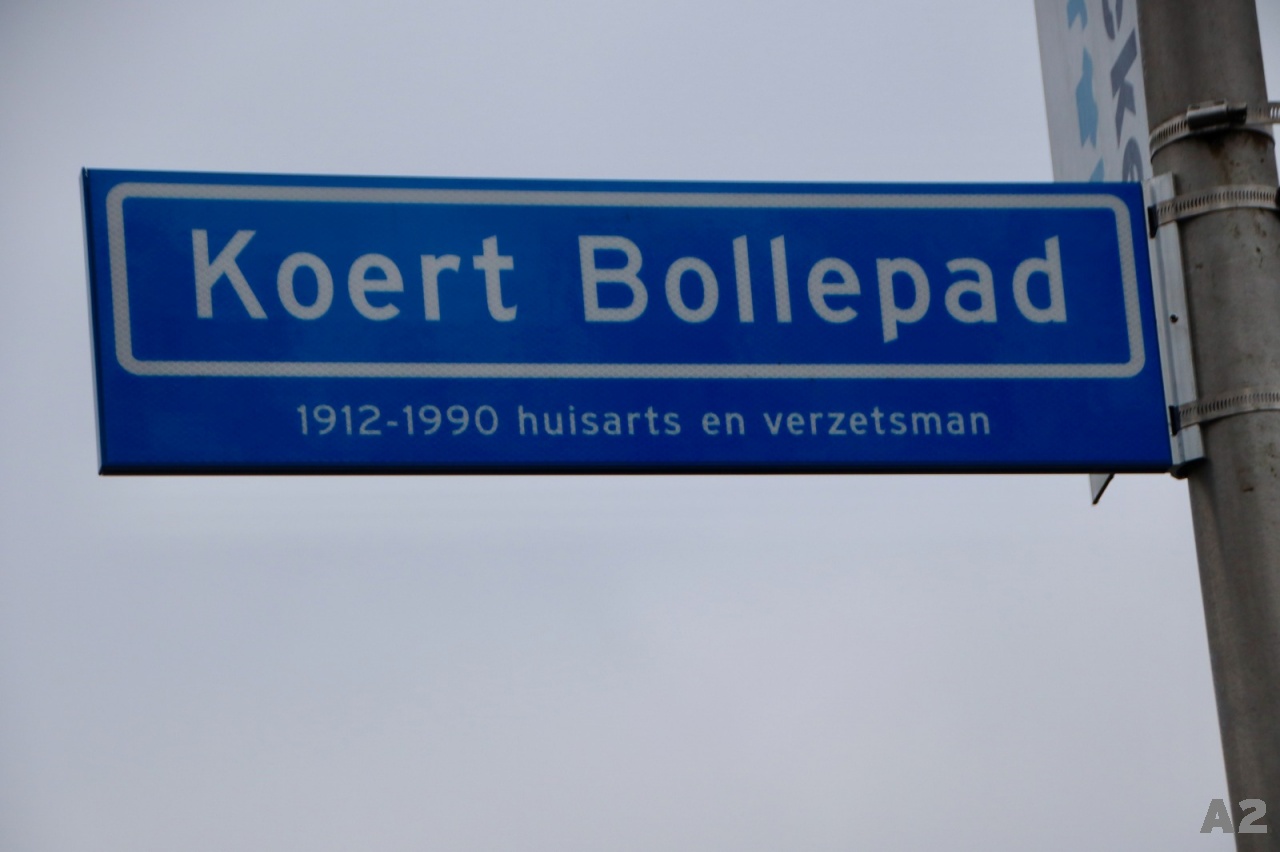 Koert Bollepad
1912-1990 huisarts en verzetsman
A2